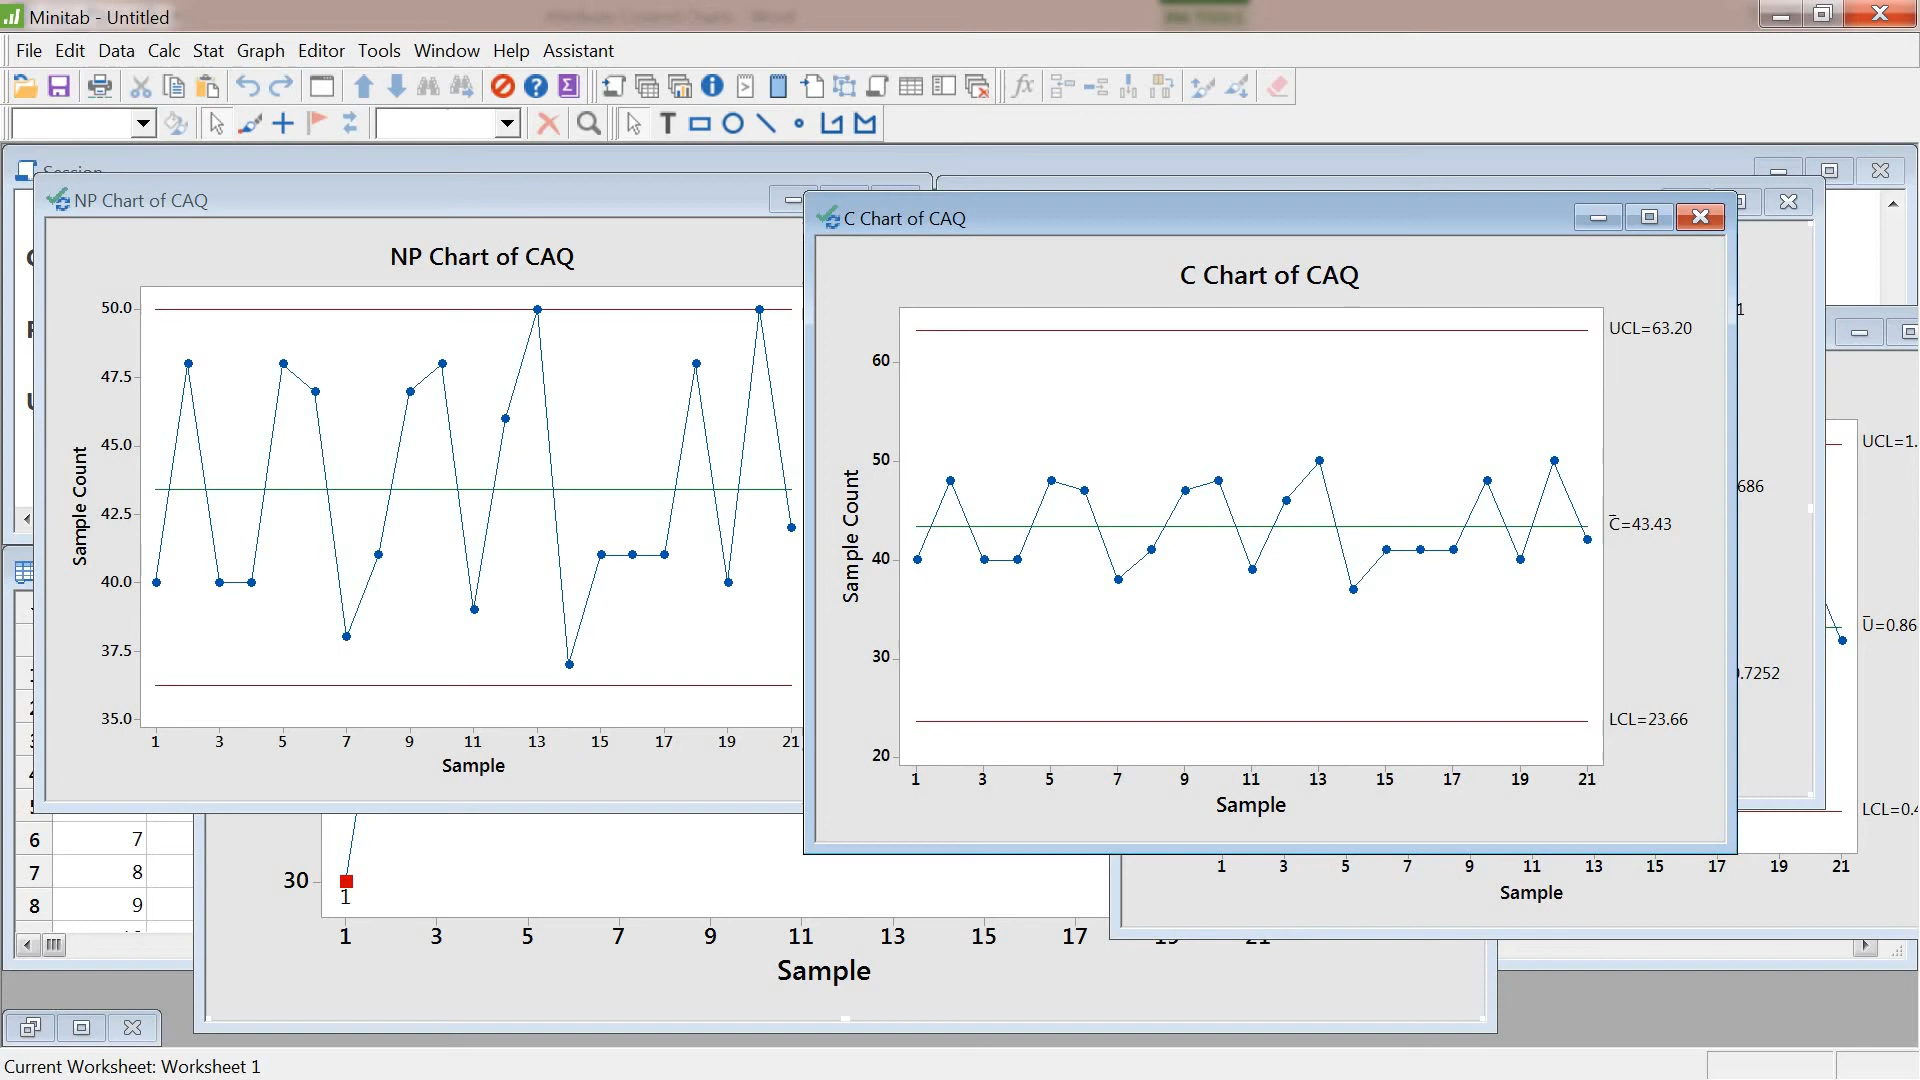 Minitab - Untitled
File Edit Data Calc Stat Graph Editor Tools Window Help Assistant
NP Chart of CAQ
NP Chart of CAQ
50.0
47.5
45.0
42.5
40.0
37.5
35.0
Sample Count
1 3 5 7 9 11 13 15 17 19 21
Sample
C Chart of CAQ
C Chart of CAQ
60
50
40
30
20
Sample Count
UCL=63.20
C̅=43.43
LCL=23.66
1 3 5 7 9 11 13 15 17 19 21
Sample
1
686
0.7252
UCL=1.
U̅=0.86
LCL=0.4
1 3 5 7 9 11 13 15 17 19 21
Sample
6 7
7 8
8 9
30
1
1 3 5 7 9 11 13 15 17
Sample
Current Worksheet: Worksheet 1